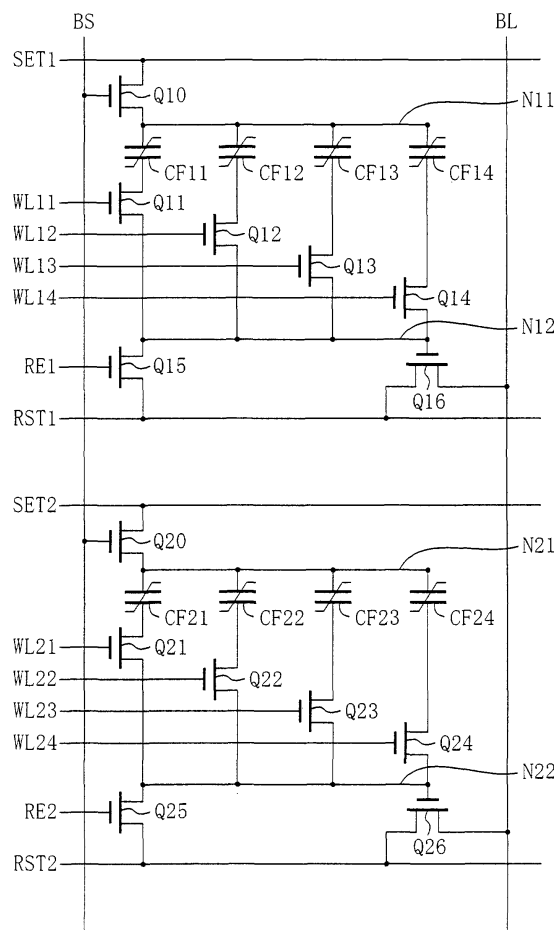 BS BL
SET1
Q10
N11
CF11 CF12 CF13 CF14
WL11 Q11
WL12 Q12
WL13 Q13
WL14 Q14
N12
RE1 Q15
Q16
RST1
SET2
Q20
N21
CF21 CF22 CF23 CF24
WL21 Q21
WL22 Q22
WL23 Q23
WL24 Q24
N22
RE2 Q25
Q26
RST2